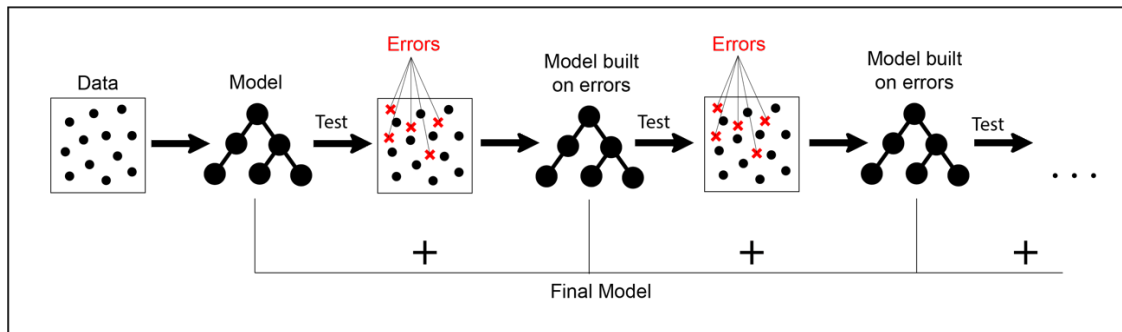 Errors
Errors
Data
Model
Model built
on errors
Model built
on errors
Test
Test
Test
. . .
+
+
+
Final Model